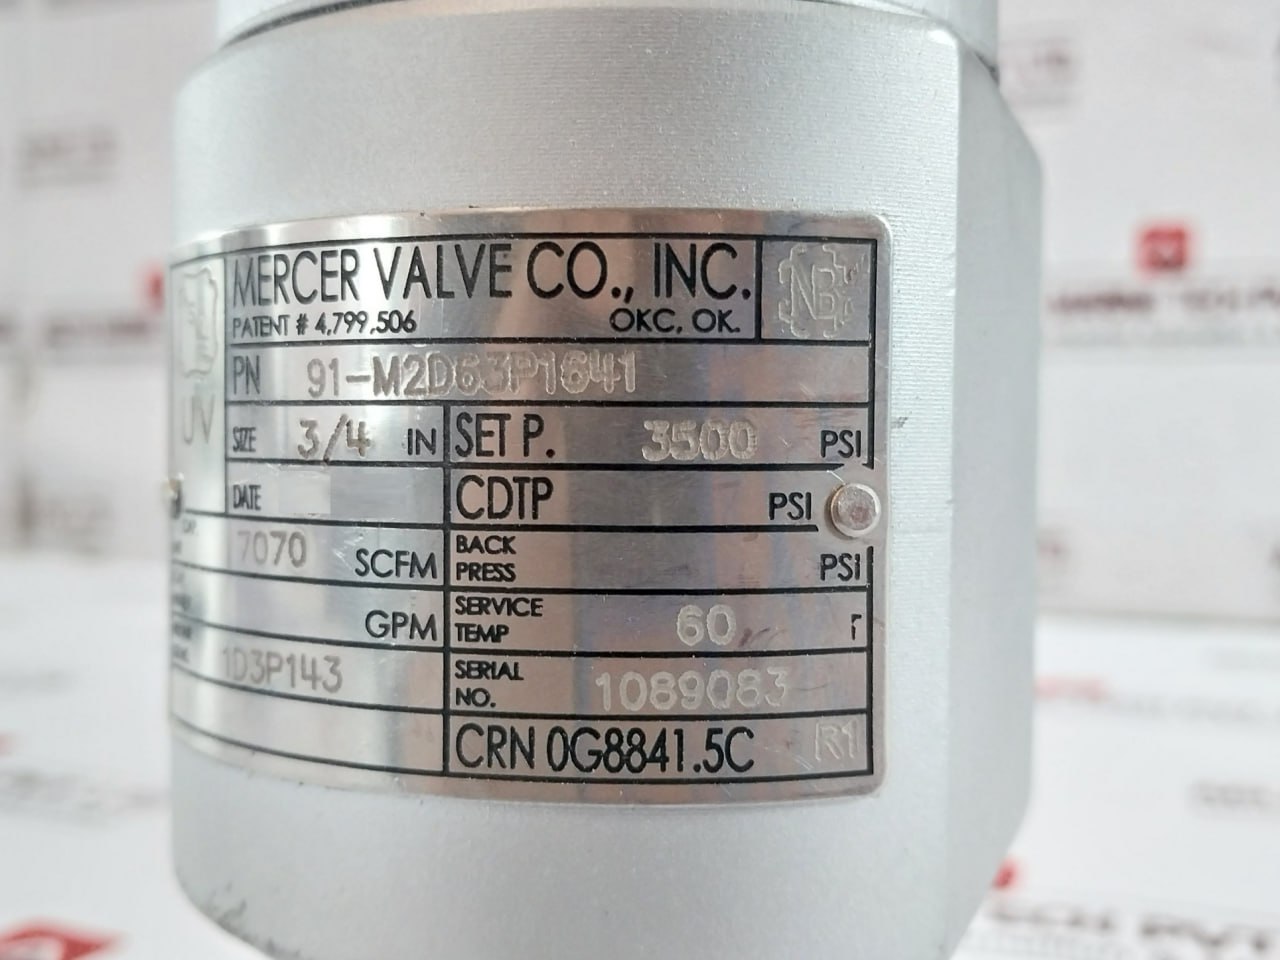 MERCER VALVE CO., INC.
PATENT # 4,799,506 OKC, OK.
NB
UV
PN 91-M2D63P1641
SIZE 3/4 IN
SET P. 3500 PSI
DATE
CDTP PSI
7070 SCFM
BACK PRESS PSI
GPM
SERVICE TEMP 60
1D3P143
SERIAL NO. 1089083
CRN 0G8841.5C R1